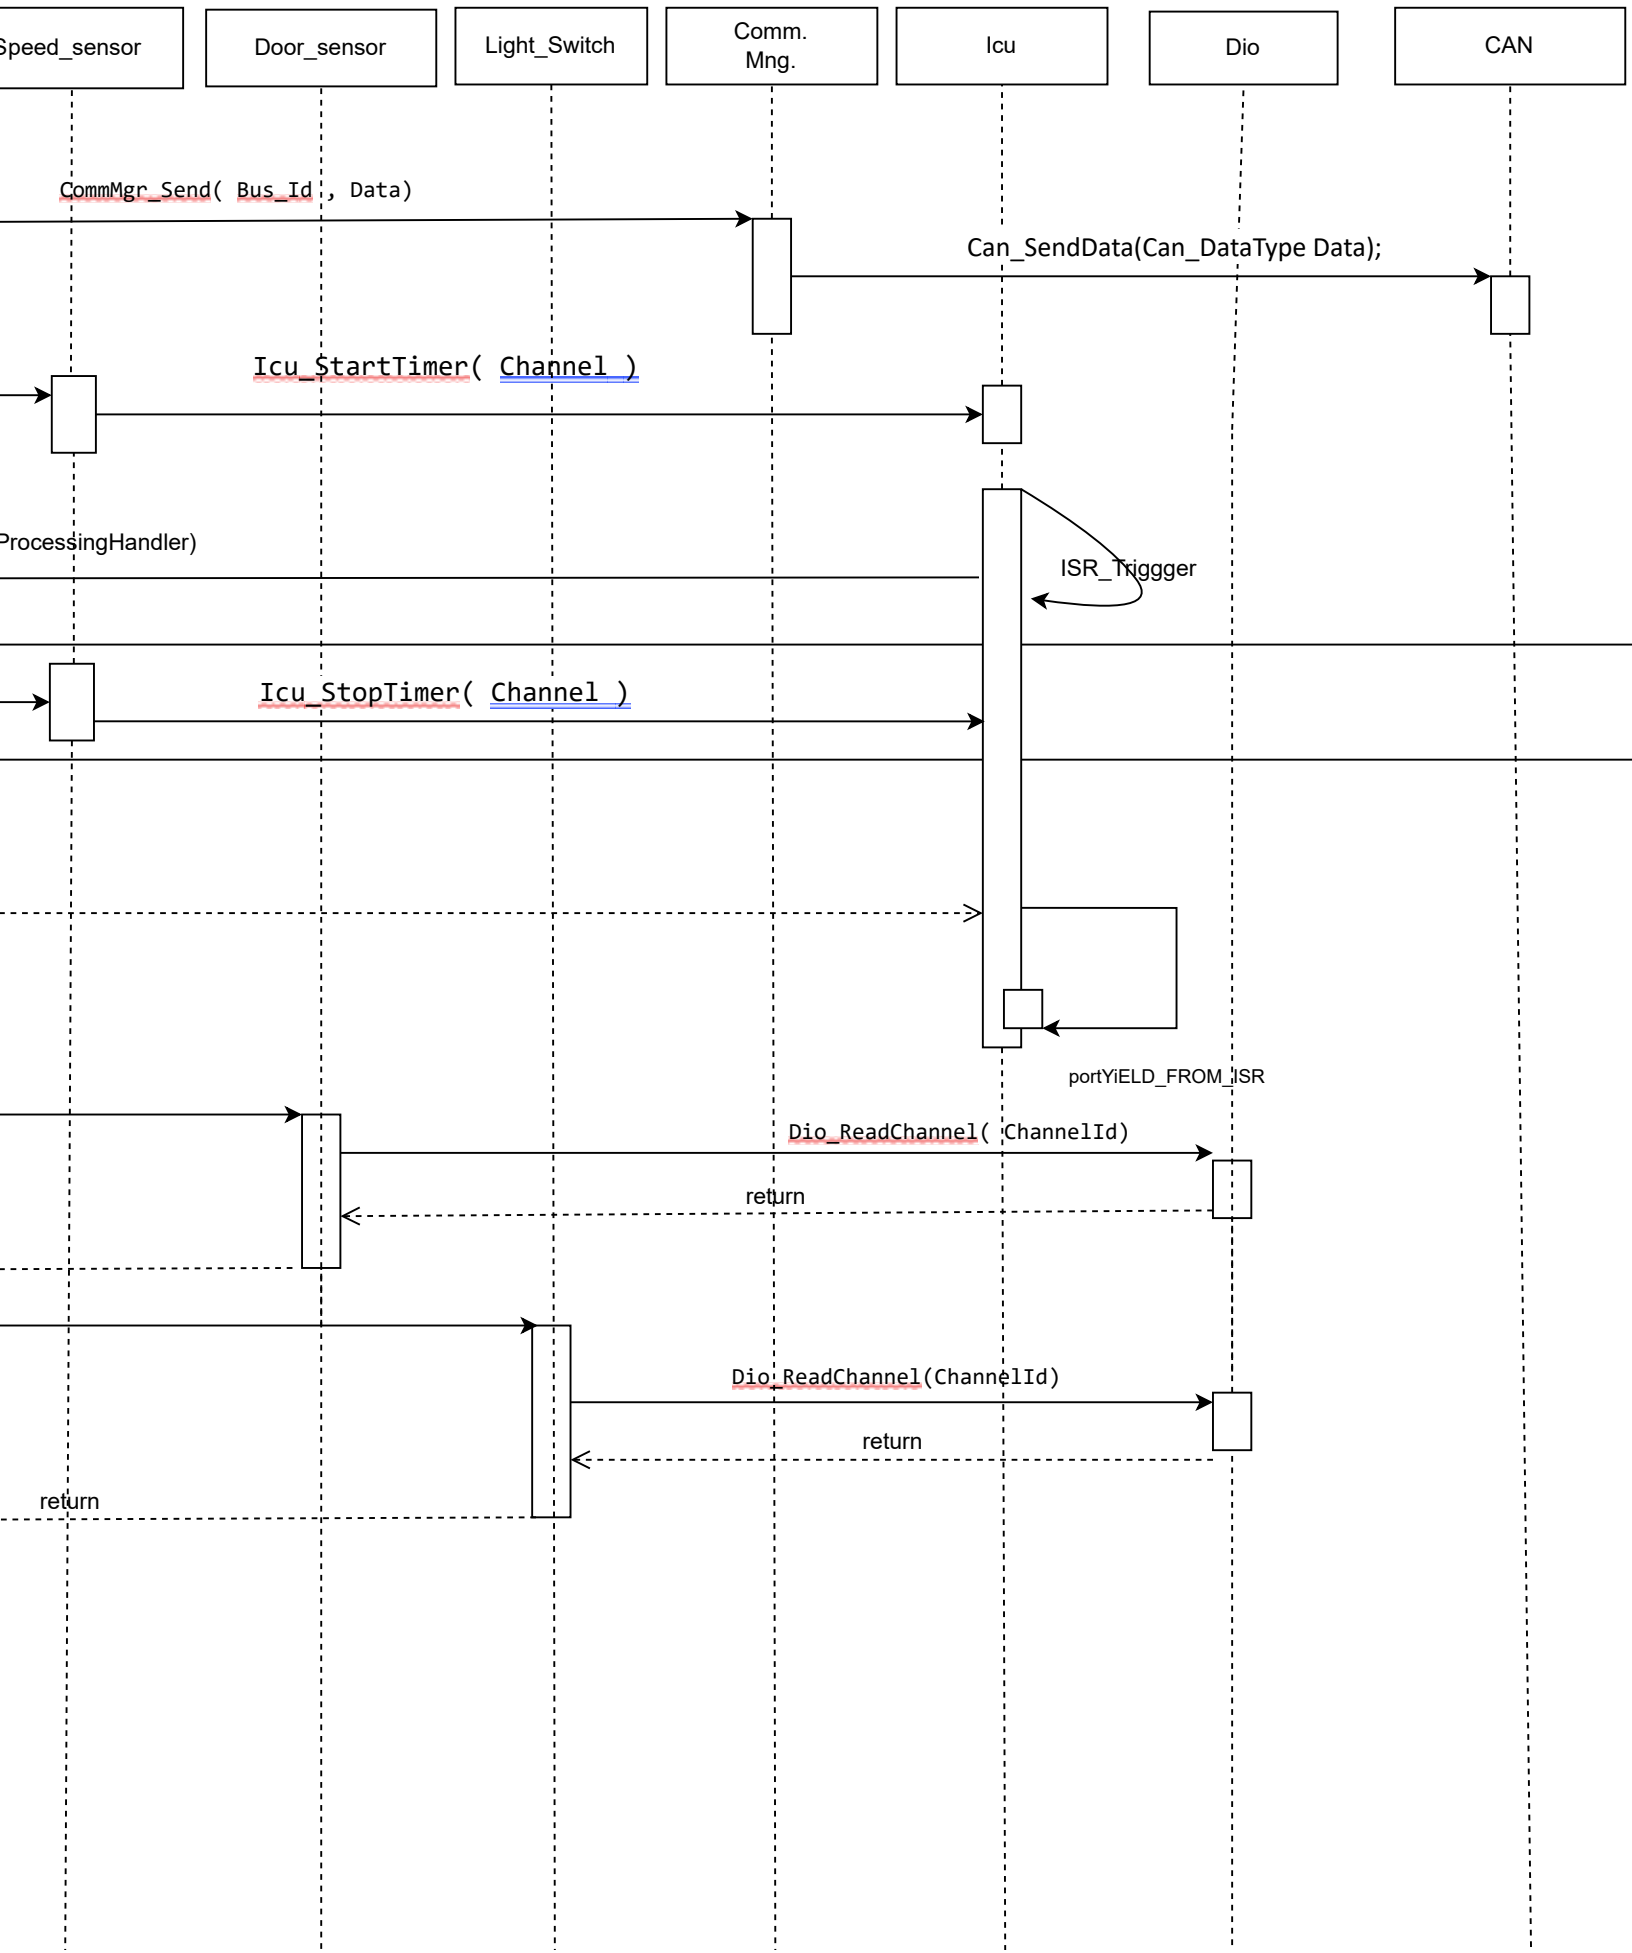 Speed_sensor
Door_sensor
Light_Switch
Comm.
Mng.
Icu
Dio
CAN
CommMgr_Send( Bus_Id , Data)
Can_SendData(Can_DataType Data);
Icu_StartTimer( Channel )
ProcessingHandler)
ISR_Triggger
Icu_StopTimer( Channel )
portYiELD_FROM_ISR
Dio_ReadChannel( ChannelId)
return
Dio_ReadChannel(ChannelId)
return
return